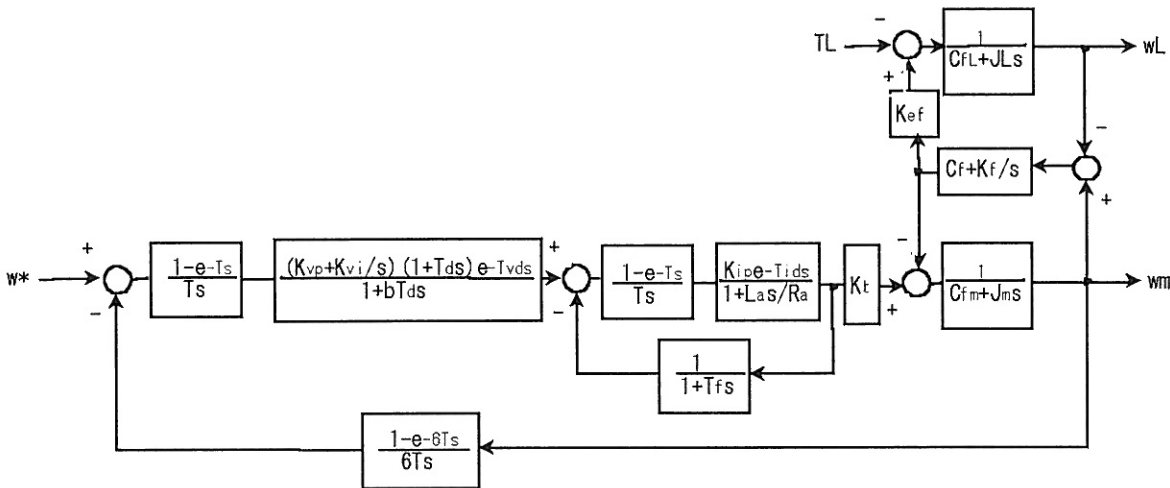 TL
−
+
1
CfL+JLs
wL
Kef
−
Cf+Kf/s
+
w*
+
−
1-e-Ts
Ts
(Kvp+Kvi/s) (1+Tds) e-Tvds
1+bTds
+
−
1-e-Ts
Ts
Kipe-Tids
1+Las/Ra
Kt
−
+
1
Cfm+Jms
wm
1
1+Tfs
1-e-6Ts
6Ts